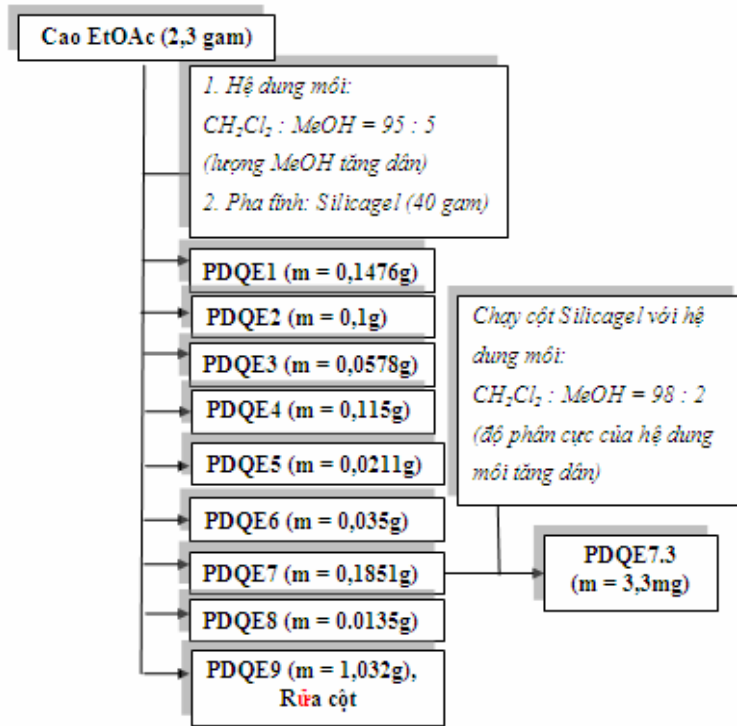 Cao EtOAc (2,3 gam)
1. Hệ dung môi:
CH₂Cl₂ : MeOH = 95 : 5
(lượng MeOH tăng dân)
2. Pha tĩnh: Silicagel (40 gam)
PDQE1 (m = 0,1476g)
PDQE2 (m = 0,1g)
PDQE3 (m = 0,0578g)
PDQE4 (m = 0,115g)
PDQE5 (m = 0,0211g)
PDQE6 (m = 0,035g)
PDQE7 (m = 0,1851g)
PDQE8 (m = 0.0135g)
PDQE9 (m = 1,032g),
Rửa cột
Chạy cột Silicagel với hệ
dung môi:
CH₂Cl₂ : MeOH = 98 : 2
(độ phân cực của hệ dung
môi tăng dân)
PDQE7.3
(m = 3,3mg)